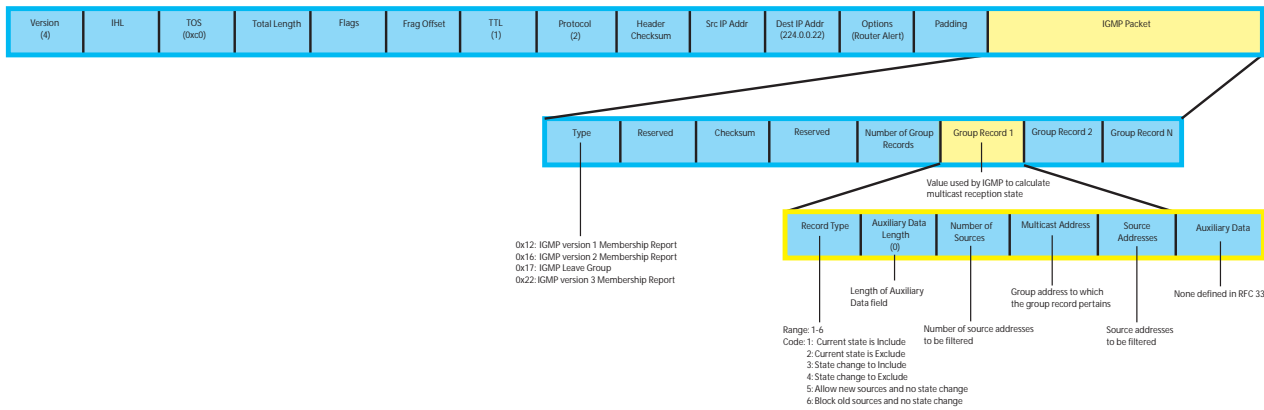 Version
(4)
IHL
TOS
(0xc0)
Total Length
Flags
Frag Offset
TTL
(1)
Protocol
(2)
Header
Checksum
Src IP Addr
Dest IP Addr
(224.0.0.22)
Options
(Router Alert)
Padding
IGMP Packet
Type
Reserved
Checksum
Reserved
Number of Group
Records
Group Record 1
Group Record 2
Group Record N
Value used by IGMP to calculate
multicast reception state
0x12: IGMP version 1 Membership Report
0x16: IGMP version 2 Membership Report
0x17: IGMP Leave Group
0x22: IGMP version 3 Membership Report
Record Type
Auxiliary Data
Length
(0)
Number of
Sources
Multicast Address
Source
Addresses
Auxiliary Data
Length of Auxiliary
Data field
Group address to which
the group record pertains
None defined in RFC 33
Range: 1-6
Code: 1: Current state is Include
2: Current state is Exclude
3: State change to Include
4: State change to Exclude
5: Allow new sources and no state change
6: Block old sources and no state change
Number of source addresses
to be filtered
Source addresses
to be filtered